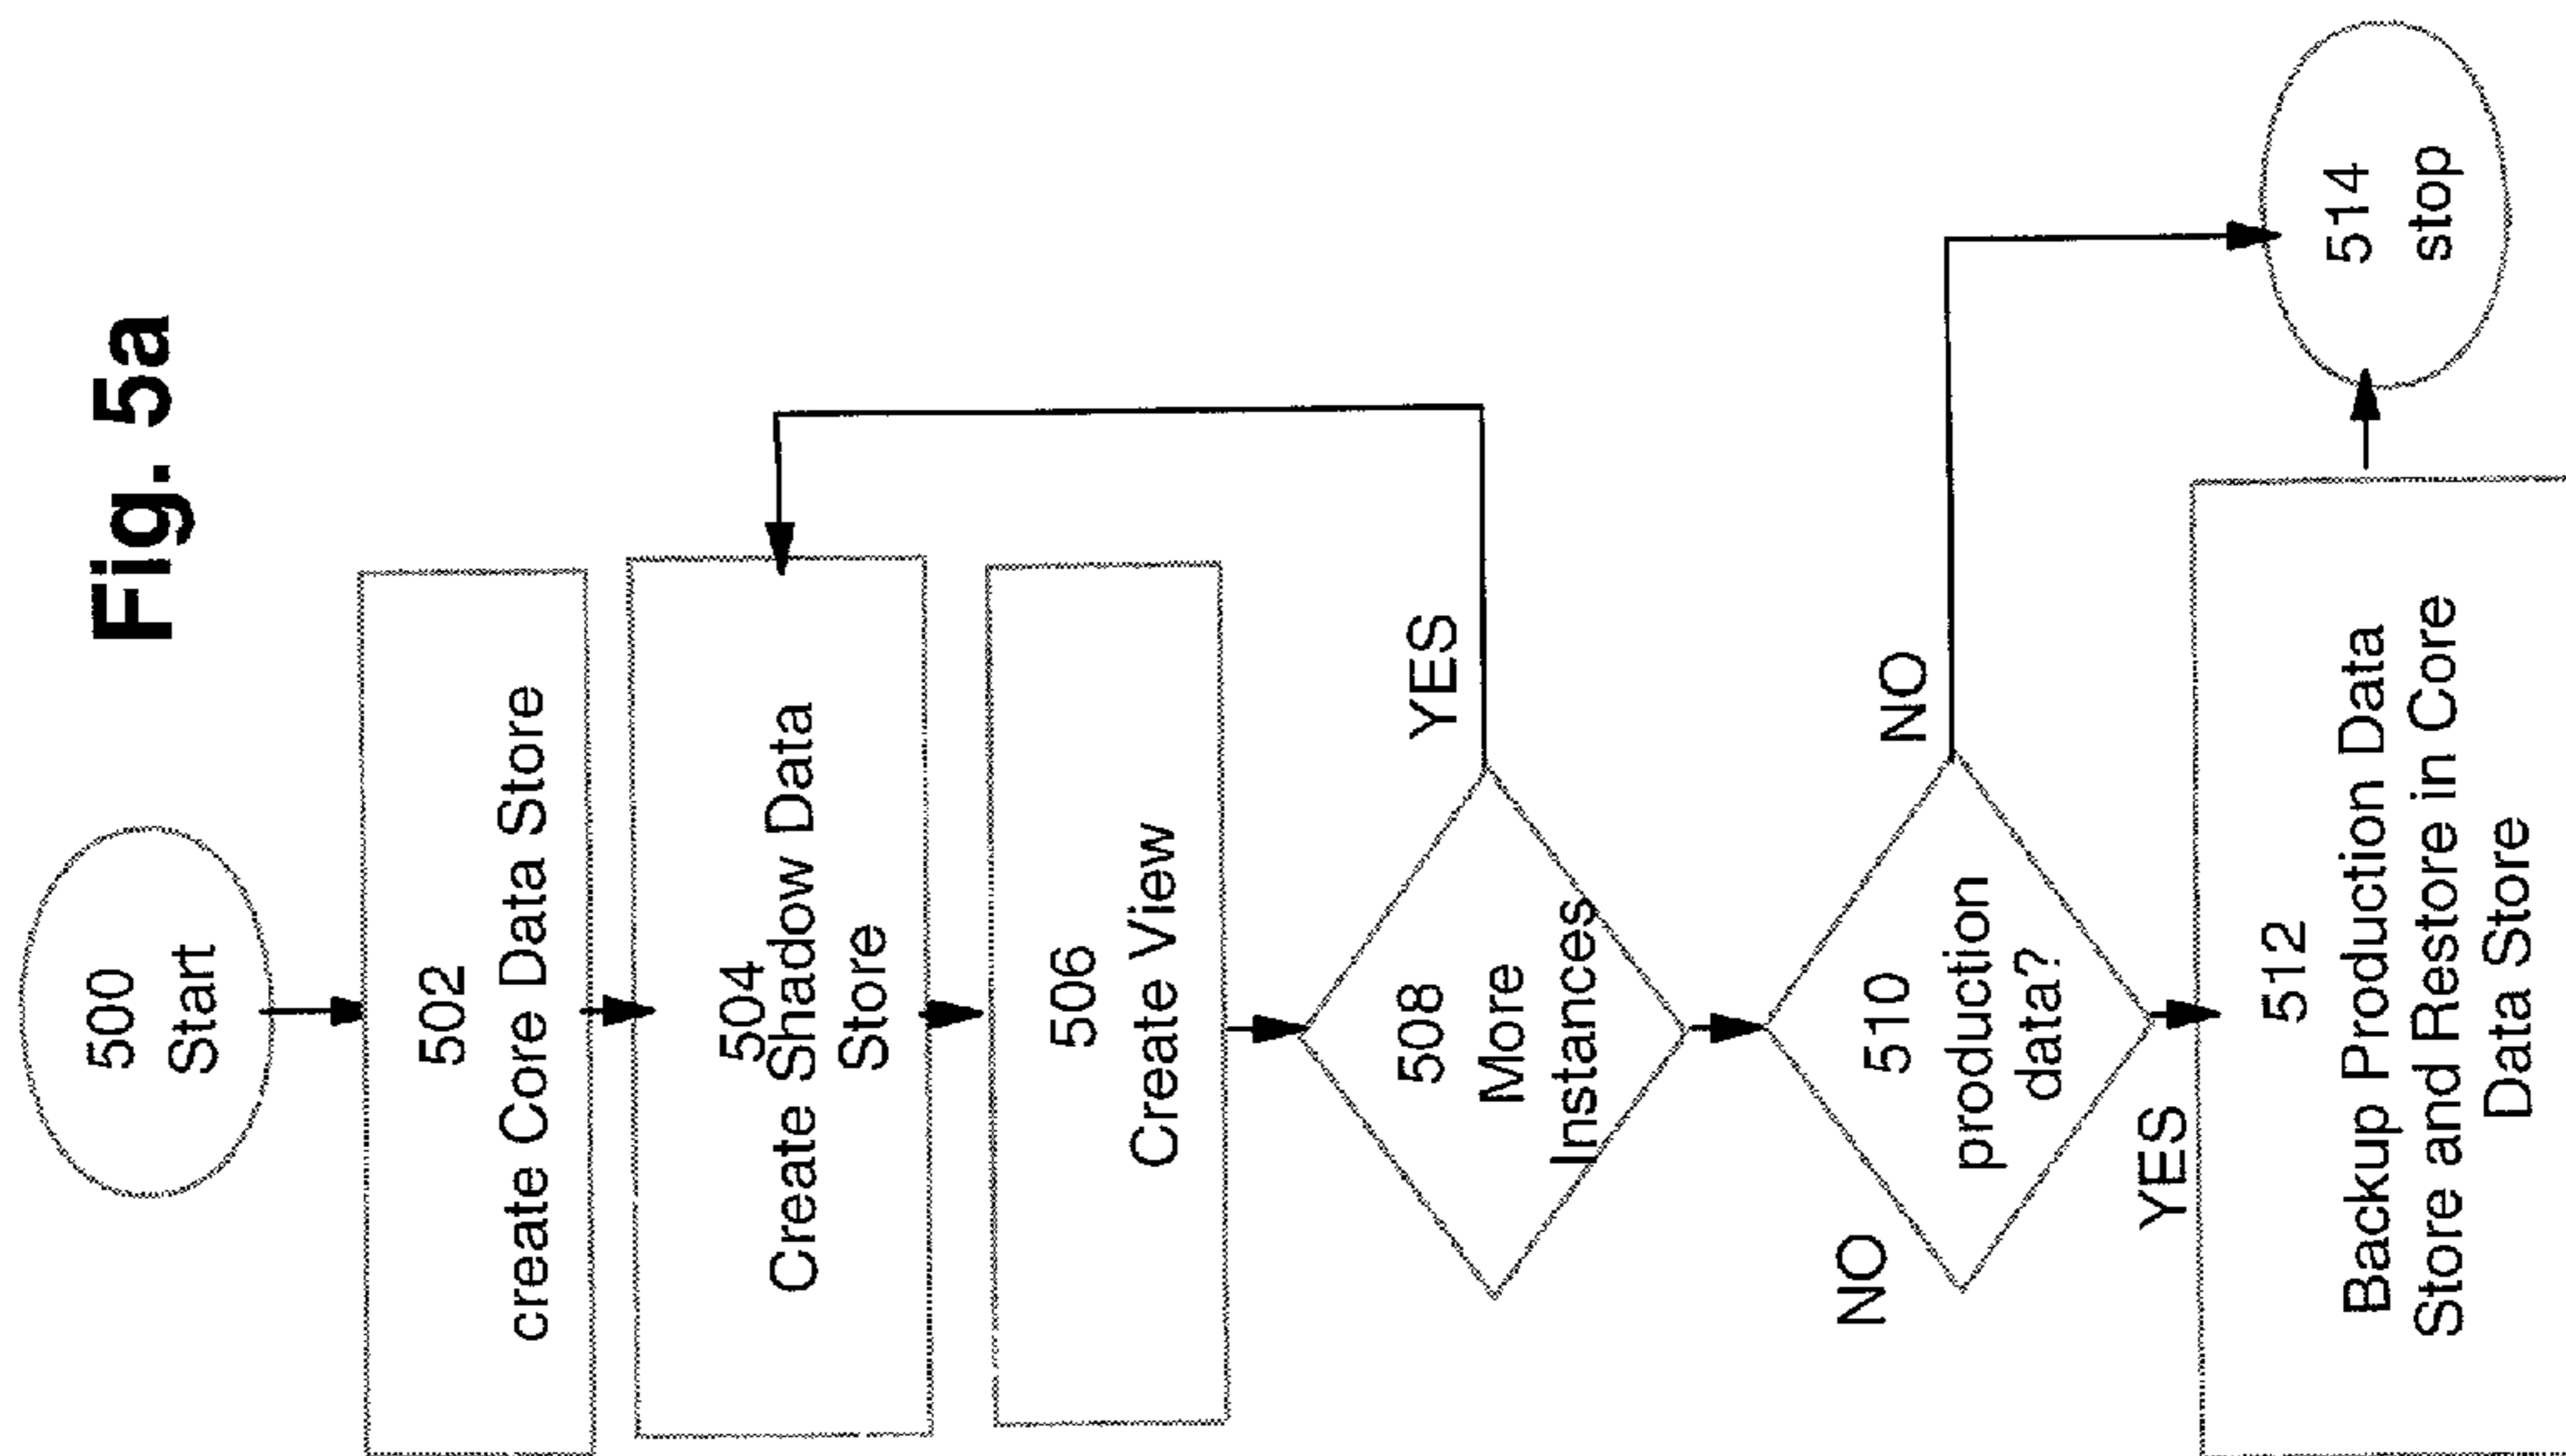 Fig. 5a
500
Start
502
create Core Data Store
504
Create Shadow Data
Store
506
Create View
508
More
Instances
YES
NO
510
production
data?
NO
YES
512
Backup Production Data
Store and Restore in Core
Data Store
514
stop